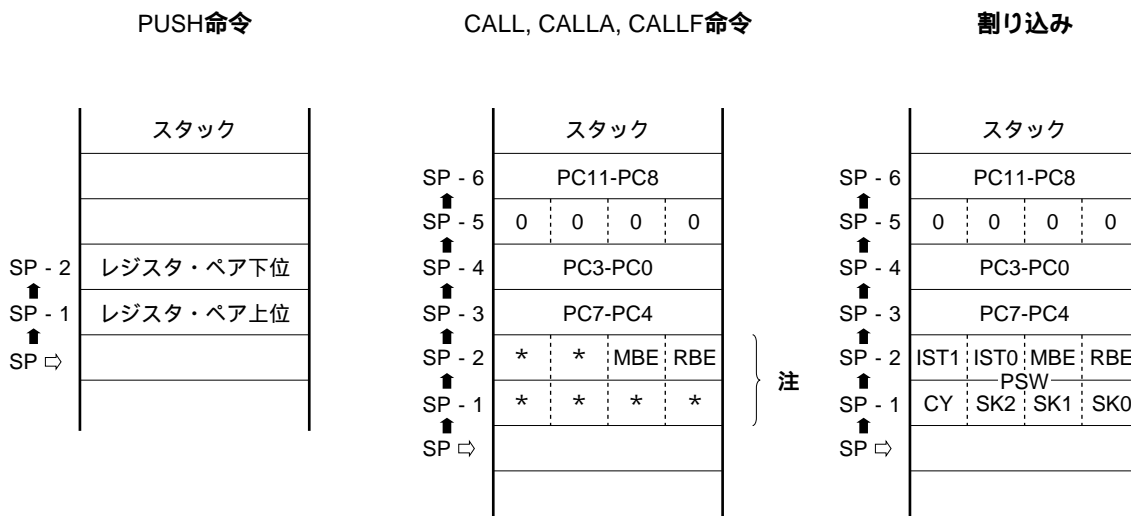 PUSH命令
スタック
SP - 2 レジスタ・ペア下位
SP - 1 レジスタ・ペア上位
SP
CALL, CALLA, CALLF命令
スタック
SP - 6 PC11-PC8
SP - 5 0 0 0 0
SP - 4 PC3-PC0
SP - 3 PC7-PC4
SP - 2 * * MBE RBE
SP - 1 * * * *
SP
注
割り込み
スタック
SP - 6 PC11-PC8
SP - 5 0 0 0 0
SP - 4 PC3-PC0
SP - 3 PC7-PC4
SP - 2 IST1 IST0 MBE RBE
PSW
SP - 1 CY SK2 SK1 SK0
SP